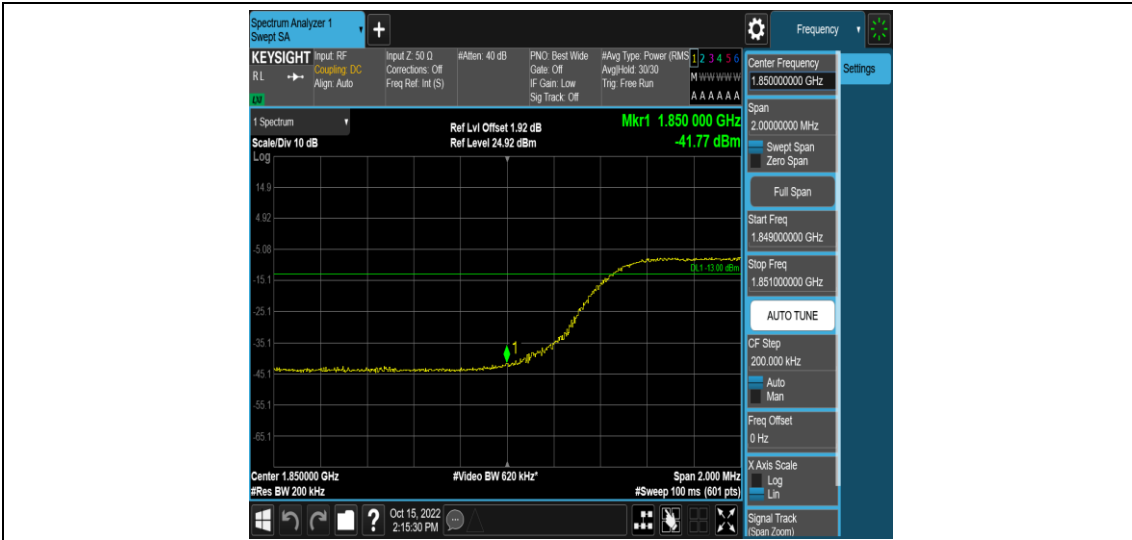 Spectrum Analyzer 1
Swept SA
+
Frequency
KEYSIGHT
RL
LXI
Input: RF
Coupling: DC
Align: Auto
Input Z: 50 Ω
Corrections: Off
Freq Ref: Int (S)
#Atten: 40 dB
PNO: Best Wide
Gate: Off
IF Gain: Low
Sig Track: Off
#Avg Type: Power (RMS
Avg|Hold: 30/30
Trig: Free Run
1 2 3 4 5 6
M W W W W W
A A A A A A
1 Spectrum
Scale/Div 10 dB
Log
Ref Lvl Offset 1.92 dB
Ref Level 24.92 dBm
Mkr1 1.850 000 GHz
-41.77 dBm
14.9
4.92
-5.08
-15.1
-25.1
-35.1
-45.1
-55.1
-65.1
DL1 -13.00 dBm
1
Center 1.850000 GHz
#Res BW 200 kHz
#Video BW 620 kHz*
Span 2.000 MHz
#Sweep 100 ms (601 pts)
?
Oct 15, 2022
2:15:30 PM
Center Frequency
1.850000000 GHz
Settings
Span
2.00000000 MHz
Swept Span
Zero Span
Full Span
Start Freq
1.849000000 GHz
Stop Freq
1.851000000 GHz
AUTO TUNE
CF Step
200.000 kHz
Auto
Man
Freq Offset
0 Hz
X Axis Scale
Log
Lin
Signal Track
(Span Zoom)